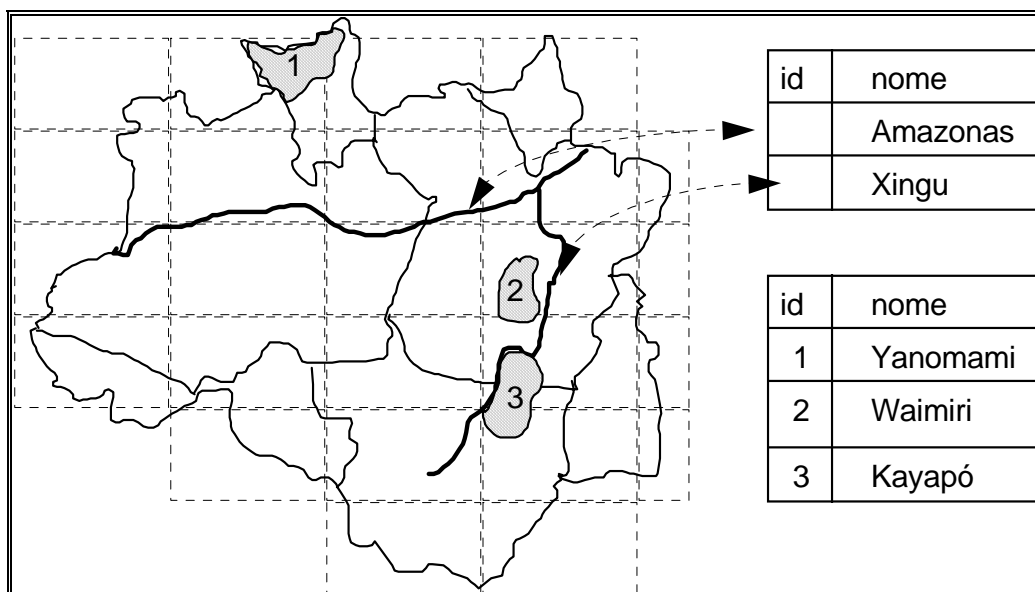 1
2
3
id nome
Amazonas
Xingu
id nome
1 Yanomami
2 Waimiri
3 Kayapó